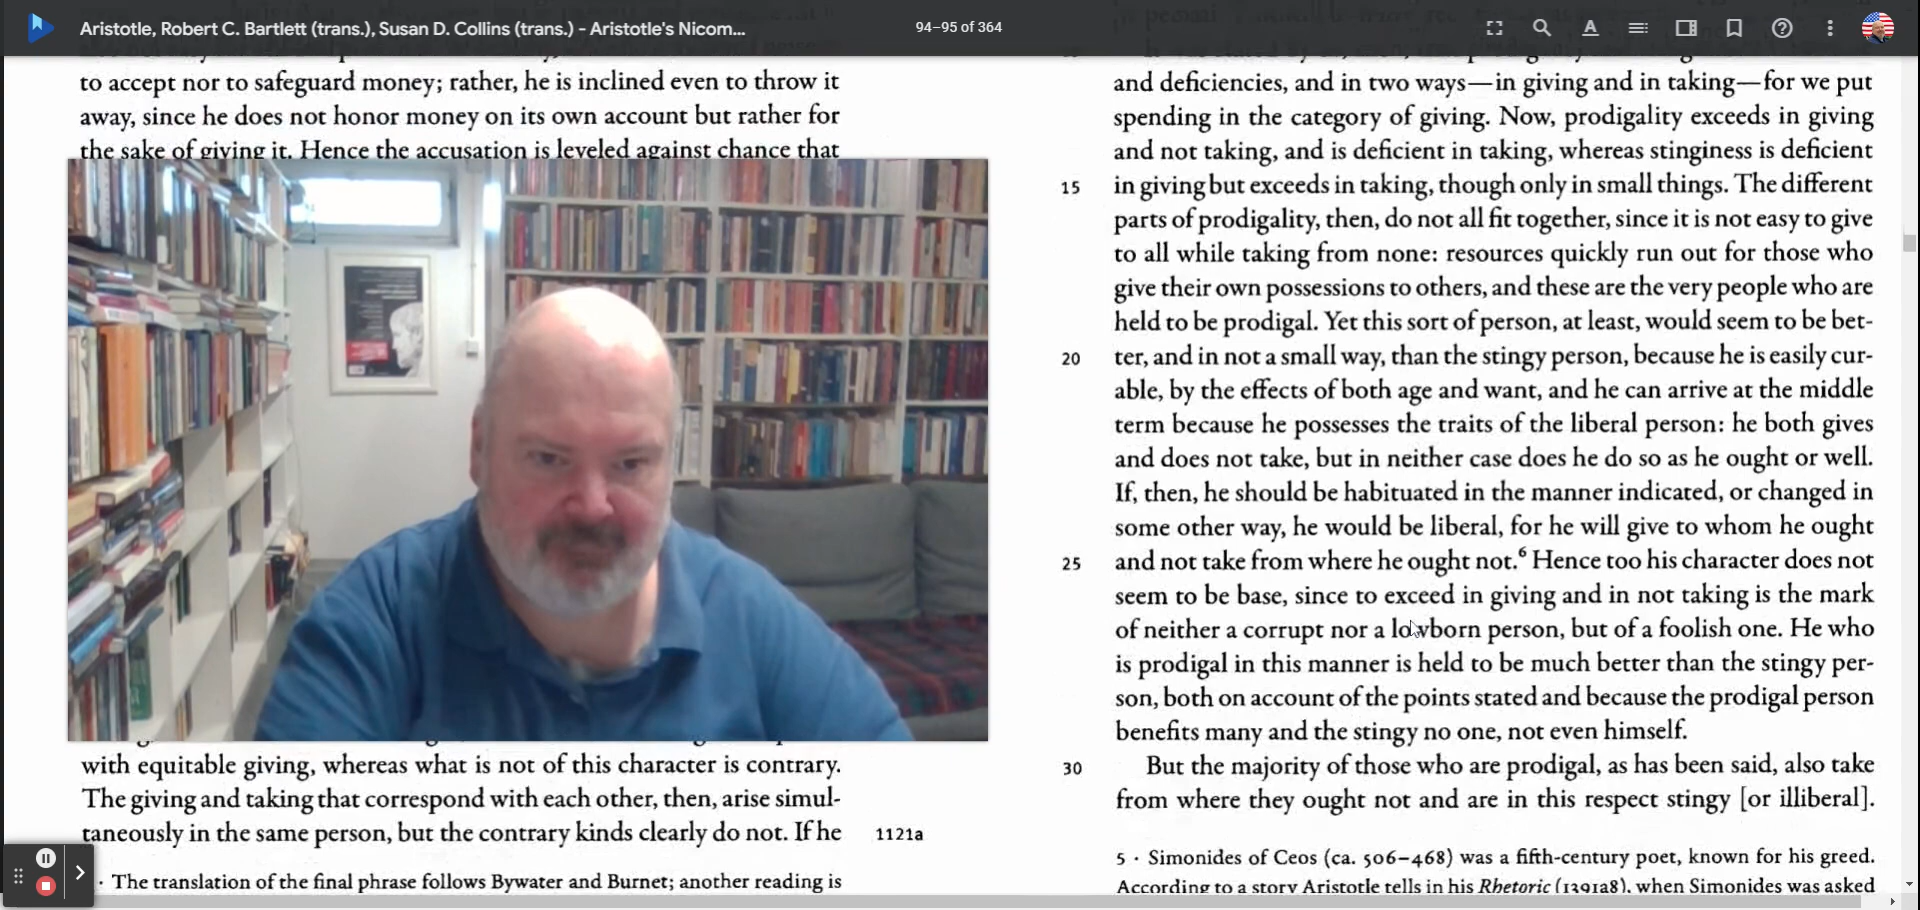 Aristotle, Robert C. Bartlett (trans.), Susan D. Collins (trans.) - Aristotle's Nicom...
94–95 of 364
to accept nor to safeguard money; rather, he is inclined even to throw it
away, since he does not honor money on its own account but rather for
the sake of giving it. Hence the accusation is leveled against chance that
with equitable giving, whereas what is not of this character is contrary.
The giving and taking that correspond with each other, then, arise simul-
taneously in the same person, but the contrary kinds clearly do not. If he
1121a
· The translation of the final phrase follows Bywater and Burnet; another reading is
and deficiencies, and in two ways—in giving and in taking—for we put
spending in the category of giving. Now, prodigality exceeds in giving
and not taking, and is deficient in taking, whereas stinginess is deficient
15 in giving but exceeds in taking, though only in small things. The different
parts of prodigality, then, do not all fit together, since it is not easy to give
to all while taking from none: resources quickly run out for those who
give their own possessions to others, and these are the very people who are
held to be prodigal. Yet this sort of person, at least, would seem to be bet-
20 ter, and in not a small way, than the stingy person, because he is easily cur-
able, by the effects of both age and want, and he can arrive at the middle
term because he possesses the traits of the liberal person: he both gives
and does not take, but in neither case does he do so as he ought or well.
If, then, he should be habituated in the manner indicated, or changed in
some other way, he would be liberal, for he will give to whom he ought
25 and not take from where he ought not.⁶ Hence too his character does not
seem to be base, since to exceed in giving and in not taking is the mark
of neither a corrupt nor a lowborn person, but of a foolish one. He who
is prodigal in this manner is held to be much better than the stingy per-
son, both on account of the points stated and because the prodigal person
benefits many and the stingy no one, not even himself.
30 But the majority of those who are prodigal, as has been said, also take
from where they ought not and are in this respect stingy [or illiberal].
5 · Simonides of Ceos (ca. 506–468) was a fifth-century poet, known for his greed.
According to a story Aristotle tells in his Rhetoric (1391a8), when Simonides was asked